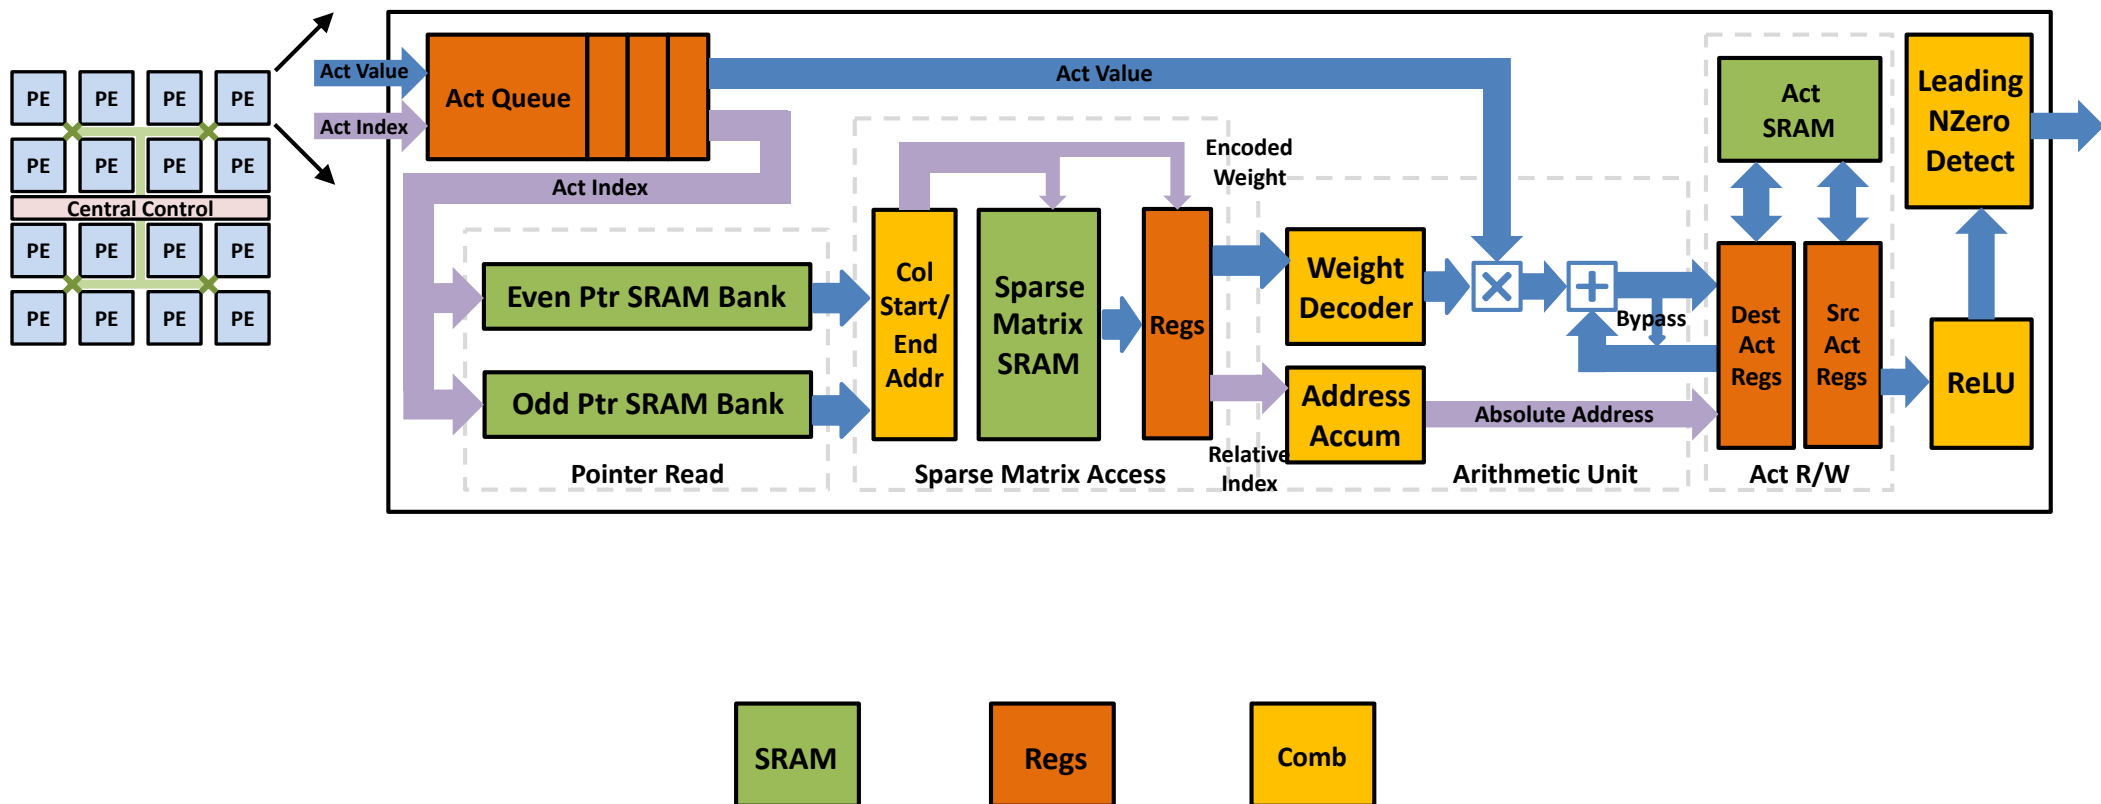 PE PE PE PE
PE PE PE PE
Central Control
PE PE PE PE
PE PE PE PE
Act Value
Act Index
Act Queue
Act Value
Act Index
Even Ptr SRAM Bank
Odd Ptr SRAM Bank
Pointer Read
Col
Start/
End
Addr
Sparse
Matrix
SRAM
Regs
Sparse Matrix Access
Encoded
Weight
Relative
Index
Weight
Decoder
Address
Accum
Bypass
Absolute Address
Arithmetic Unit
Act
SRAM
Dest
Act
Regs
Src
Act
Regs
Act R/W
Leading
NZero
Detect
ReLU
SRAM
Regs
Comb